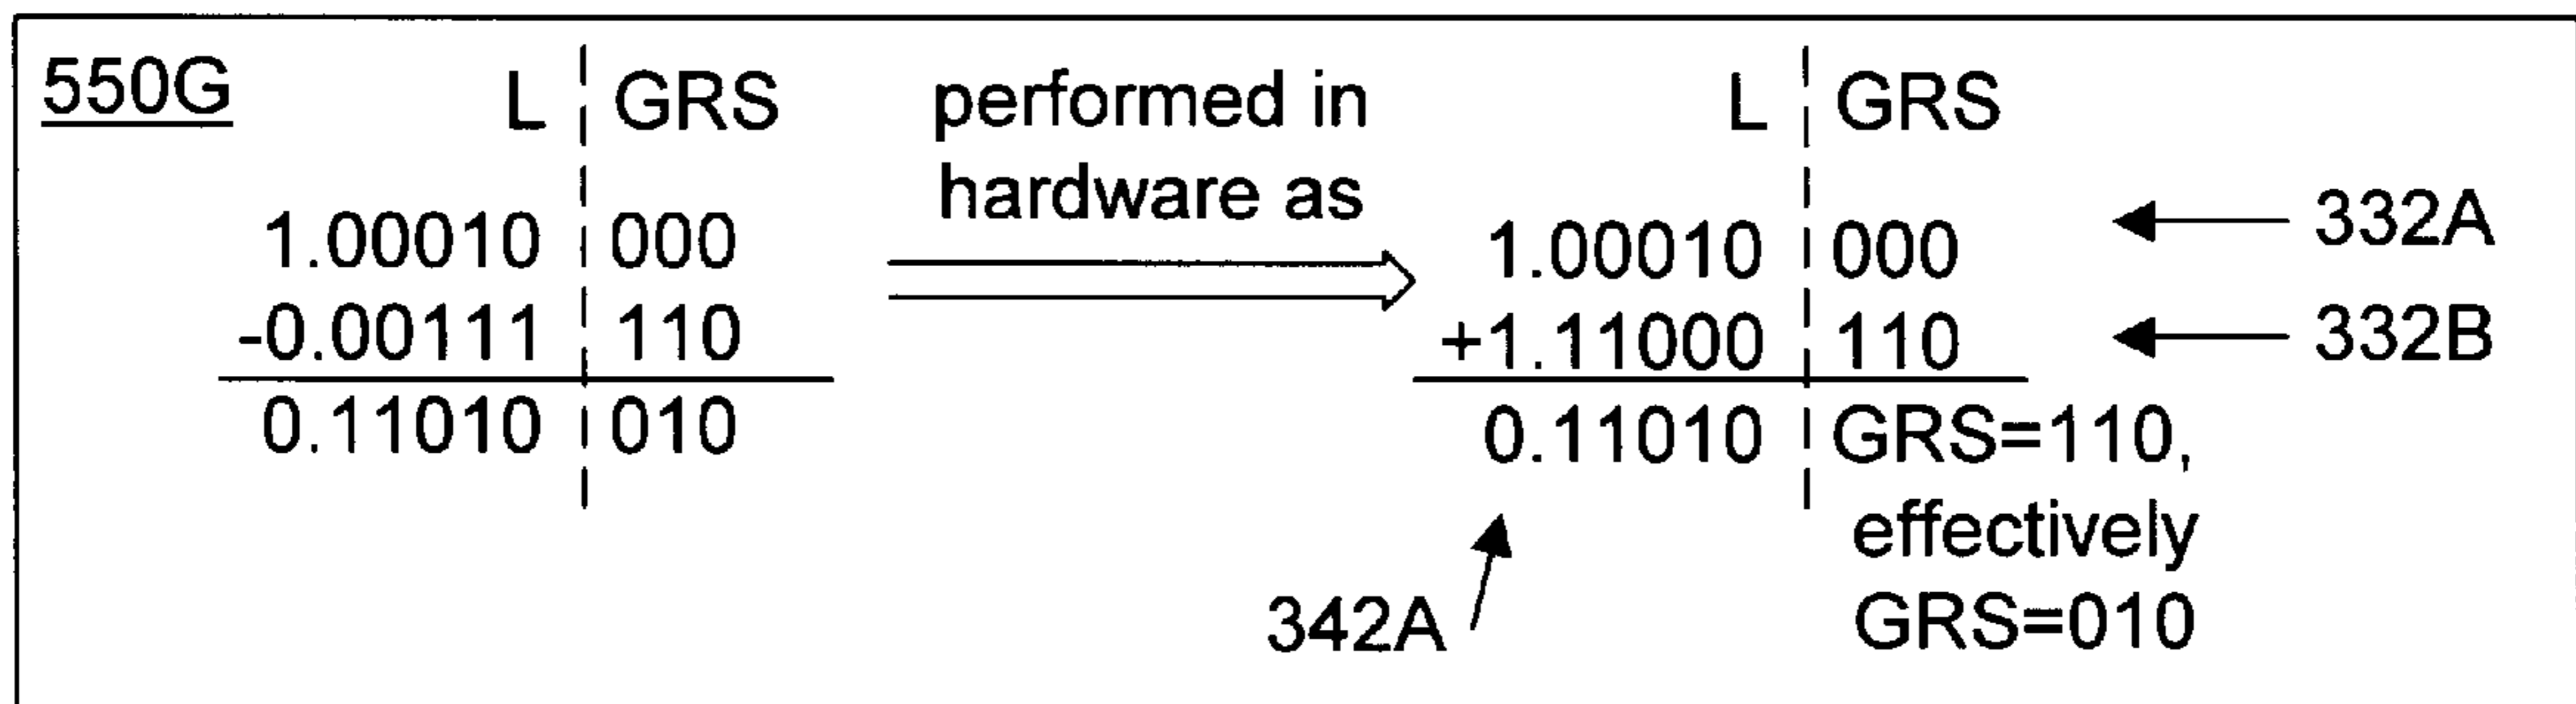 550G
L GRS
1.00010 000
-0.00111 110
0.11010 010
performed in
hardware as
L GRS
1.00010 000
+1.11000 110
0.11010 GRS=110,
effectively
GRS=010
332A
332B
342A